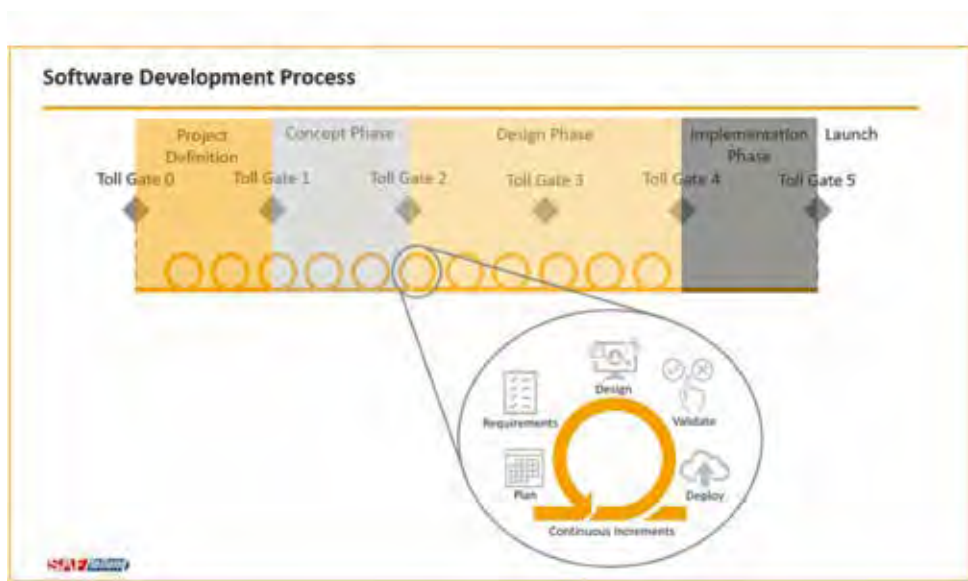 Software Development Process
Project
Definition
Concept Phase
Design Phase
Implementation
Phase
Launch
Toll Gate 0
Toll Gate 1
Toll Gate 2
Toll Gate 3
Toll Gate 4
Toll Gate 5
Design
Requirements
Validate
Plan
Deploy
Continuous Increments